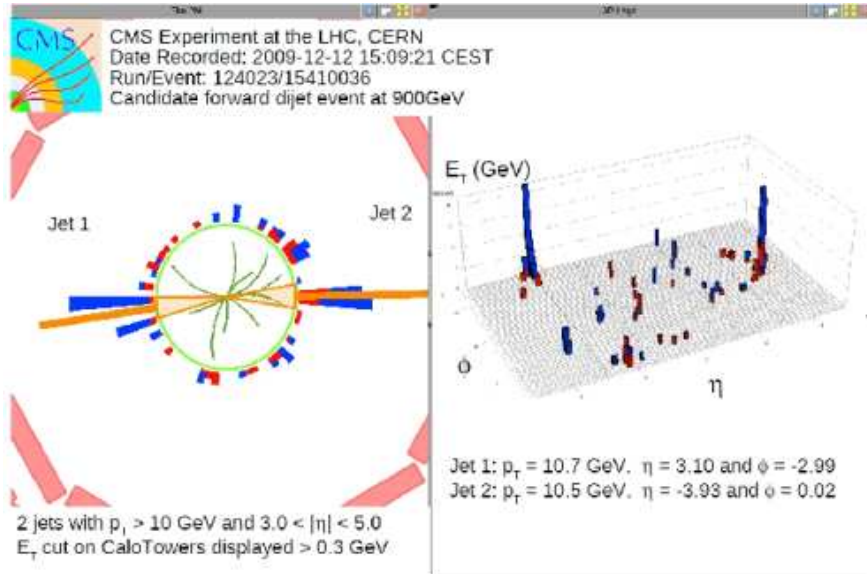 CMS
CMS Experiment at the LHC, CERN
Date Recorded: 2009-12-12 15:09:21 CEST
Run/Event: 124023/15410036
Candidate forward dijet event at 900GeV
Jet 1
Jet 2
2 jets with p_T > 10 GeV and 3.0 < |η| < 5.0
E_T cut on CaloTowers displayed > 0.3 GeV
E_T (GeV)
ϕ
η
Jet 1: p_T = 10.7 GeV. η = 3.10 and ϕ = -2.99
Jet 2: p_T = 10.5 GeV. η = -3.93 and ϕ = 0.02